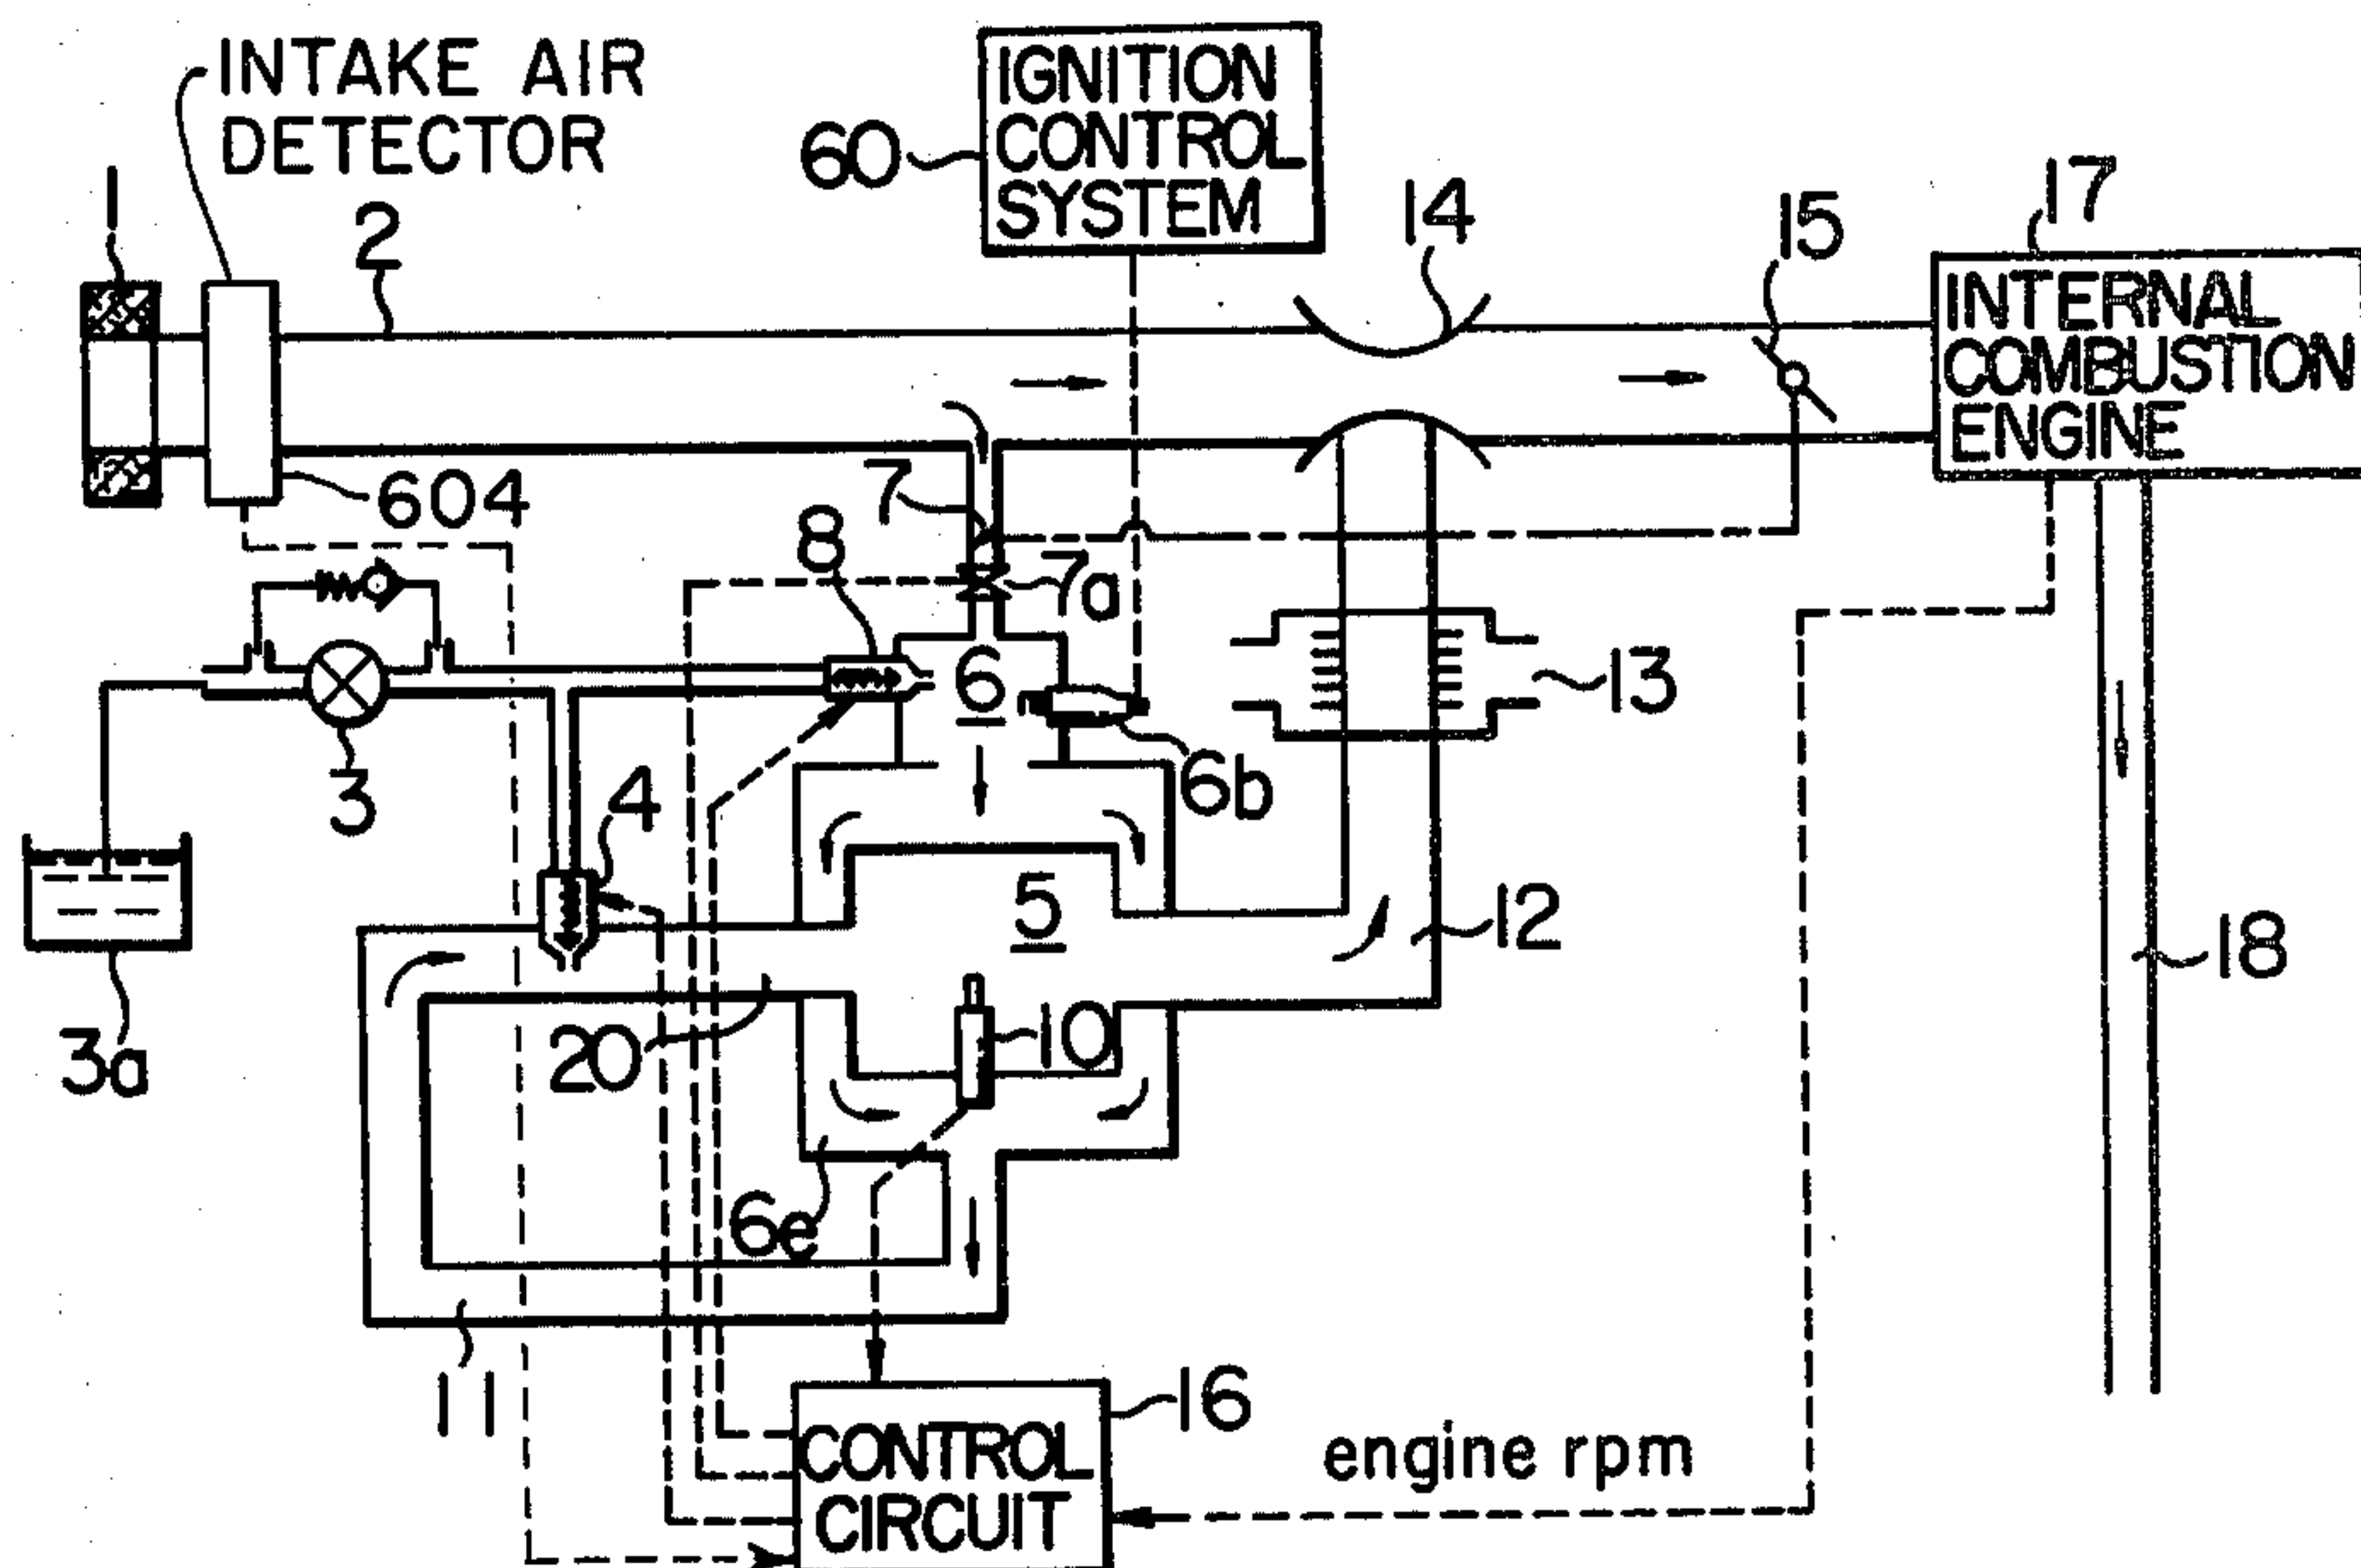 INTAKE AIR
DETECTOR
IGNITION
CONTROL
SYSTEM
60
1
2
14
15
17
INTERNAL
COMBUSTION
ENGINE
604
7
8
7a
6
13
3
4
6b
5
12
18
3a
20
10
6e
11
16
CONTROL
CIRCUIT
engine rpm